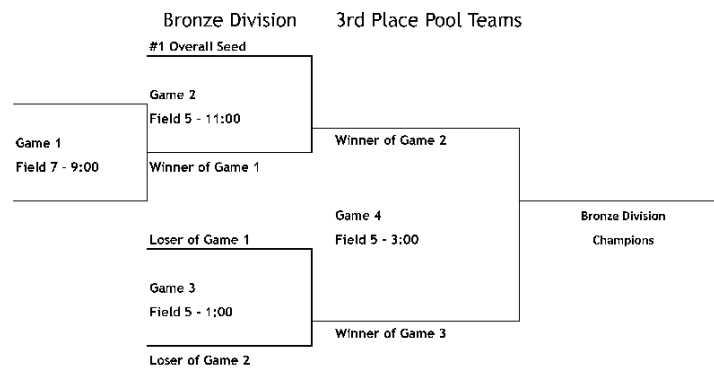 Bronze Division 3rd Place Pool Teams
#1 Overall Seed
Game 2
Field 5 - 11:00
Game 1
Field 7 - 9:00
Winner of Game 1
Winner of Game 2
Loser of Game 1
Game 4
Field 5 - 3:00
Bronze Division
Champions
Game 3
Field 5 - 1:00
Winner of Game 3
Loser of Game 2